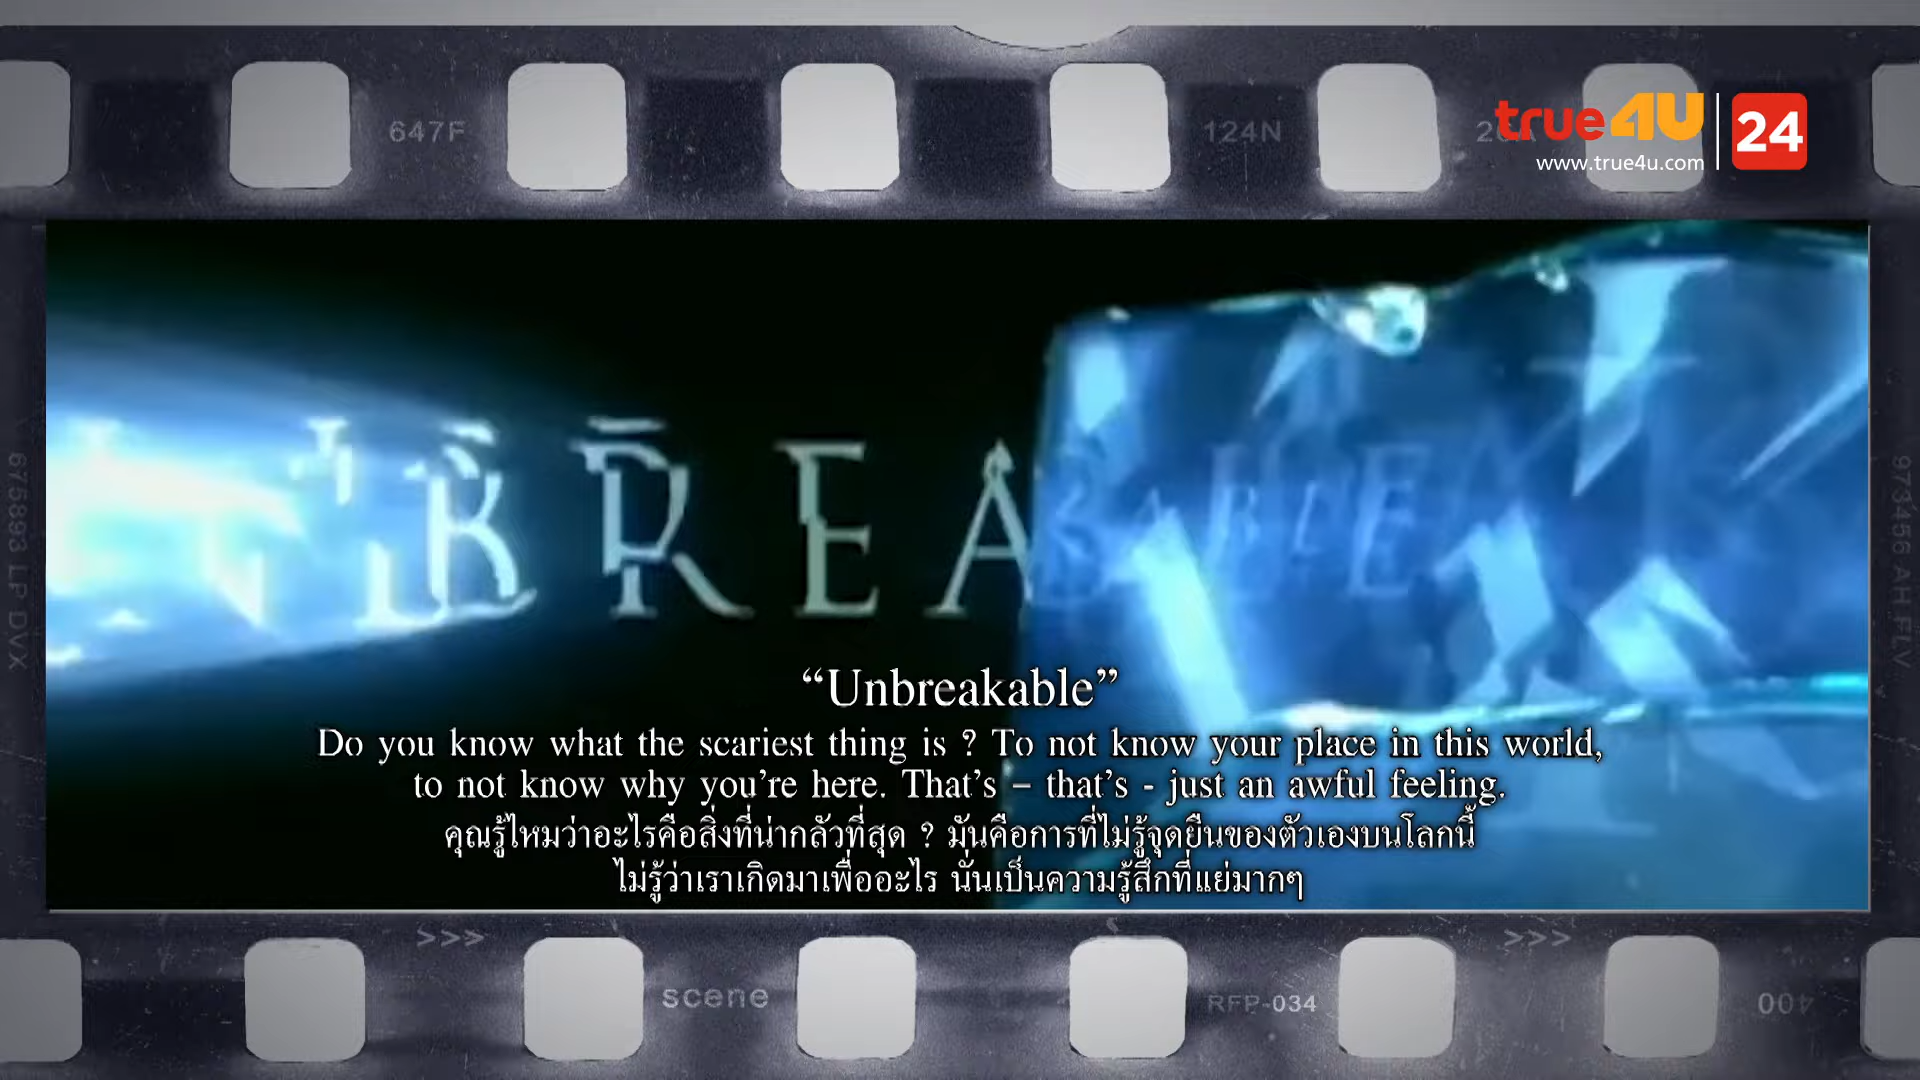 647F
124N
true4U
24
www.true4u.com
BREA
“Unbreakable”
Do you know what the scariest thing is ? To not know your place in this world,
to not know why you’re here. That’s – that’s - just an awful feeling.
คุณรู้ไหมว่าอะไรคือสิ่งที่น่ากลัวที่สุด ? มันคือการที่ไม่รู้จุดยืนของตัวเองบนโลกนี้
ไม่รู้ว่าเราเกิดมาเพื่ออะไร นั่นเป็นความรู้สึกที่แย่มากๆ
675893 LP DVX
973456 AH FLV
>>>
>>>
scene
RFP-034